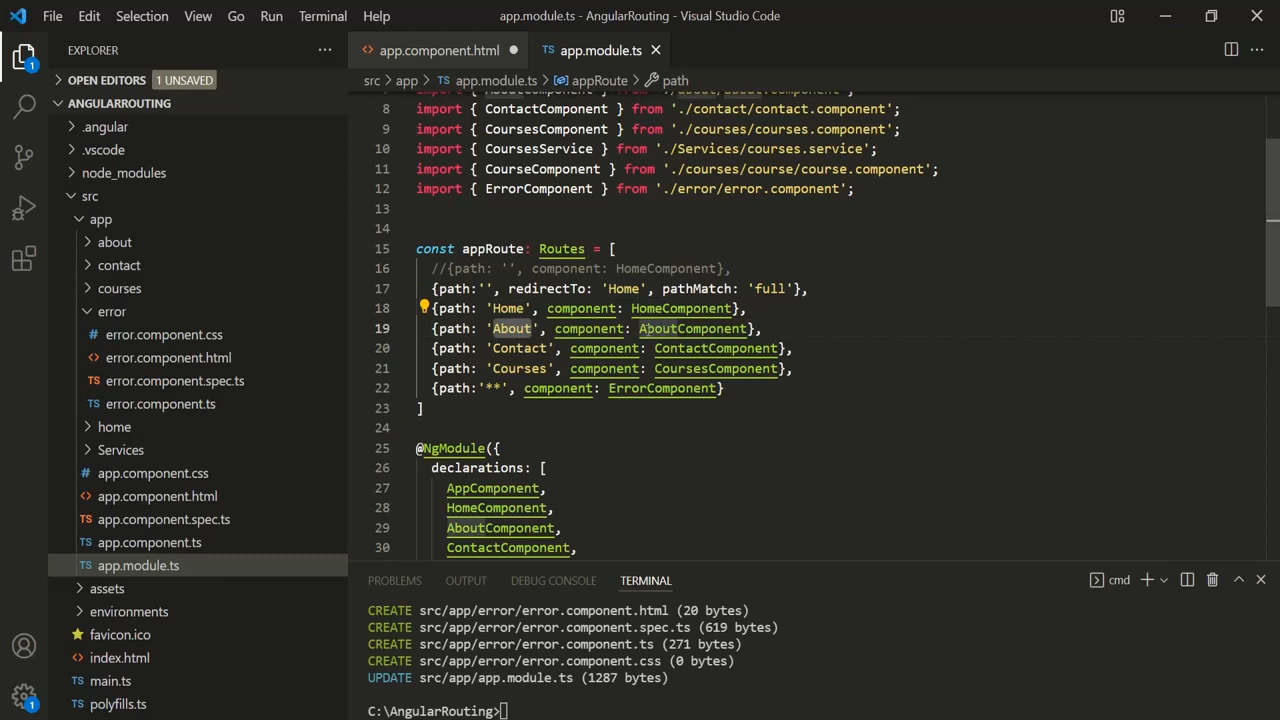 File Edit Selection View Go Run Terminal Help app.module.ts - AngularRouting - Visual Studio Code
EXPLORER
OPEN EDITORS 1 UNSAVED
ANGULARROUTING
.angular
.vscode
node_modules
src
app
about
contact
courses
error
error.component.css
error.component.html
error.component.spec.ts
TS error.component.ts
home
Services
app.component.css
app.component.html
app.component.spec.ts
TS app.component.ts
TS app.module.ts
assets
environments
favicon.ico
index.html
TS main.ts
TS polyfills.ts
1
1
app.component.html TS app.module.ts
src > app > TS app.module.ts > appRoute > path
8 import { ContactComponent } from './contact/contact.component';
9 import { CoursesComponent } from './courses/courses.component';
10 import { CoursesService } from './Services/courses.service';
11 import { CourseComponent } from './courses/course/course.component';
12 import { ErrorComponent } from './error/error.component';
13
14
15 const appRoute: Routes = [
16 //{path: '', component: HomeComponent},
17 {path:'', redirectTo: 'Home', pathMatch: 'full'},
18 {path: 'Home', component: HomeComponent},
19 {path: 'About', component: AboutComponent},
20 {path: 'Contact', component: ContactComponent},
21 {path: 'Courses', component: CoursesComponent},
22 {path:'**', component: ErrorComponent}
23 ]
24
25 @NgModule({
26 declarations: [
27 AppComponent,
28 HomeComponent,
29 AboutComponent,
30 ContactComponent,
PROBLEMS OUTPUT DEBUG CONSOLE TERMINAL cmd
CREATE src/app/error/error.component.html (20 bytes)
CREATE src/app/error/error.component.spec.ts (619 bytes)
CREATE src/app/error/error.component.ts (271 bytes)
CREATE src/app/error/error.component.css (0 bytes)
UPDATE src/app/app.module.ts (1287 bytes)
C:\AngularRouting>